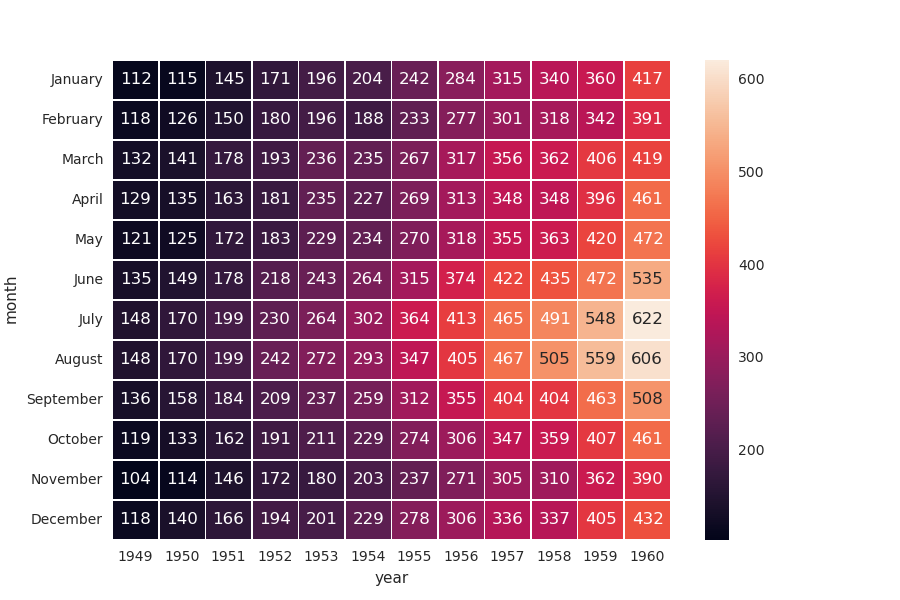 January 112 115 145 171 196 204 242 284 315 340 360 417
February 118 126 150 180 196 188 233 277 301 318 342 391
March 132 141 178 193 236 235 267 317 356 362 406 419
April 129 135 163 181 235 227 269 313 348 348 396 461
May 121 125 172 183 229 234 270 318 355 363 420 472
June 135 149 178 218 243 264 315 374 422 435 472 535
July 148 170 199 230 264 302 364 413 465 491 548 622
August 148 170 199 242 272 293 347 405 467 505 559 606
September 136 158 184 209 237 259 312 355 404 404 463 508
October 119 133 162 191 211 229 274 306 347 359 407 461
November 104 114 146 172 180 203 237 271 305 310 362 390
December 118 140 166 194 201 229 278 306 336 337 405 432
1949 1950 1951 1952 1953 1954 1955 1956 1957 1958 1959 1960
year
month
600
500
400
300
200